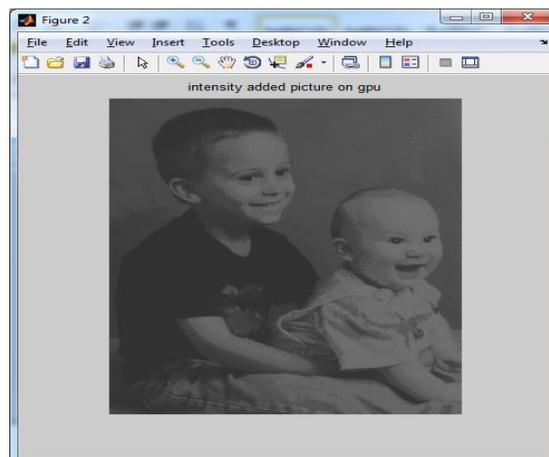 Figure 2
File Edit View Insert Tools Desktop Window Help
intensity added picture on gpu